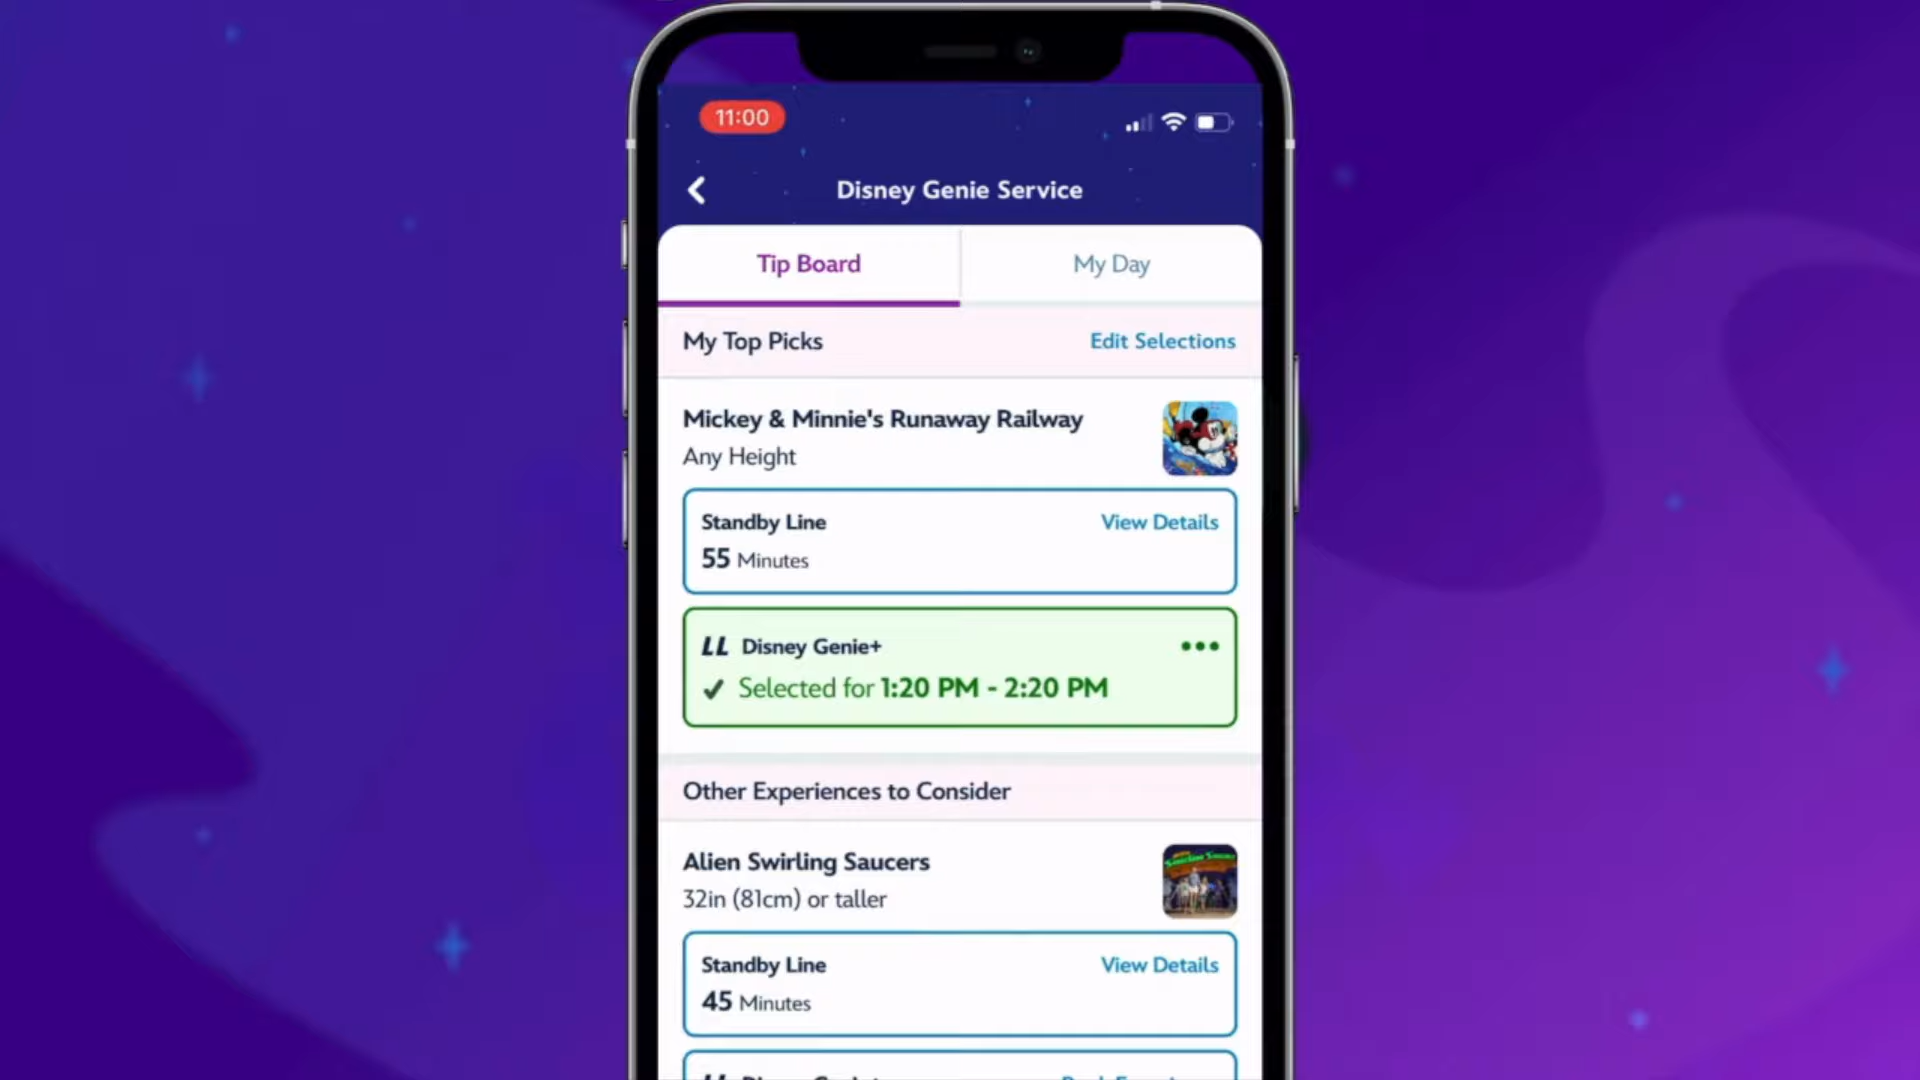 11:00
Disney Genie Service
Tip Board
My Day
My Top Picks
Edit Selections
Mickey & Minnie's Runaway Railway
Any Height
Standby Line
View Details
55 Minutes
LL Disney Genie+
Selected for 1:20 PM - 2:20 PM
Other Experiences to Consider
Alien Swirling Saucers
32in (81cm) or taller
Standby Line
View Details
45 Minutes